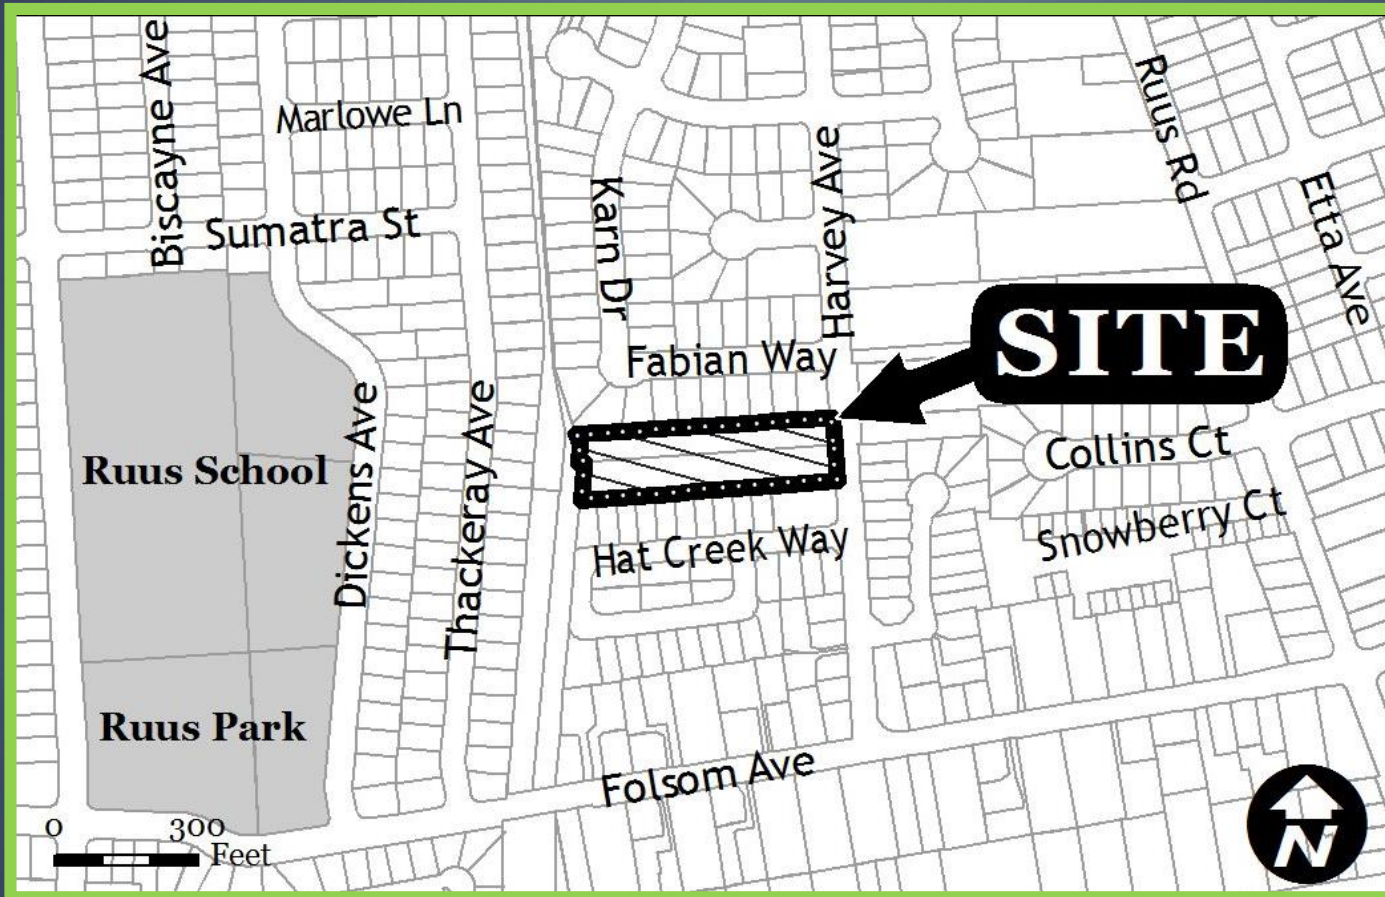 Biscayne Ave
Marlowe Ln
Sumatra St
Karn Dr
Harvey Ave
Ruus Rd
Etta Ave
SITE
Fabian Way
Ruus School
Dickens Ave
Thackeray Ave
Collins Ct
Snowberry Ct
Hat Creek Way
Ruus Park
Folsom Ave
0 300
Feet
N